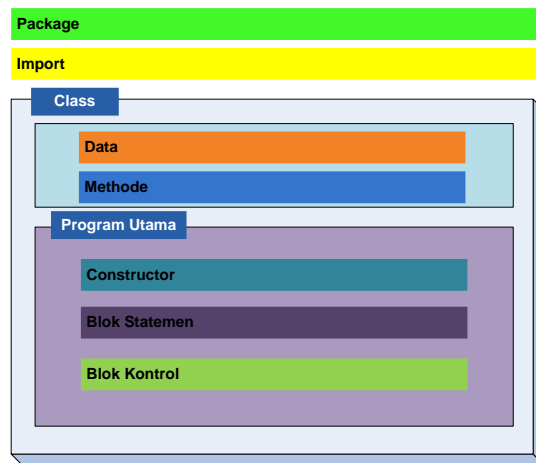 Package
Import
Class
Data
Methode
Program Utama
Constructor
Blok Statemen
Blok Kontrol